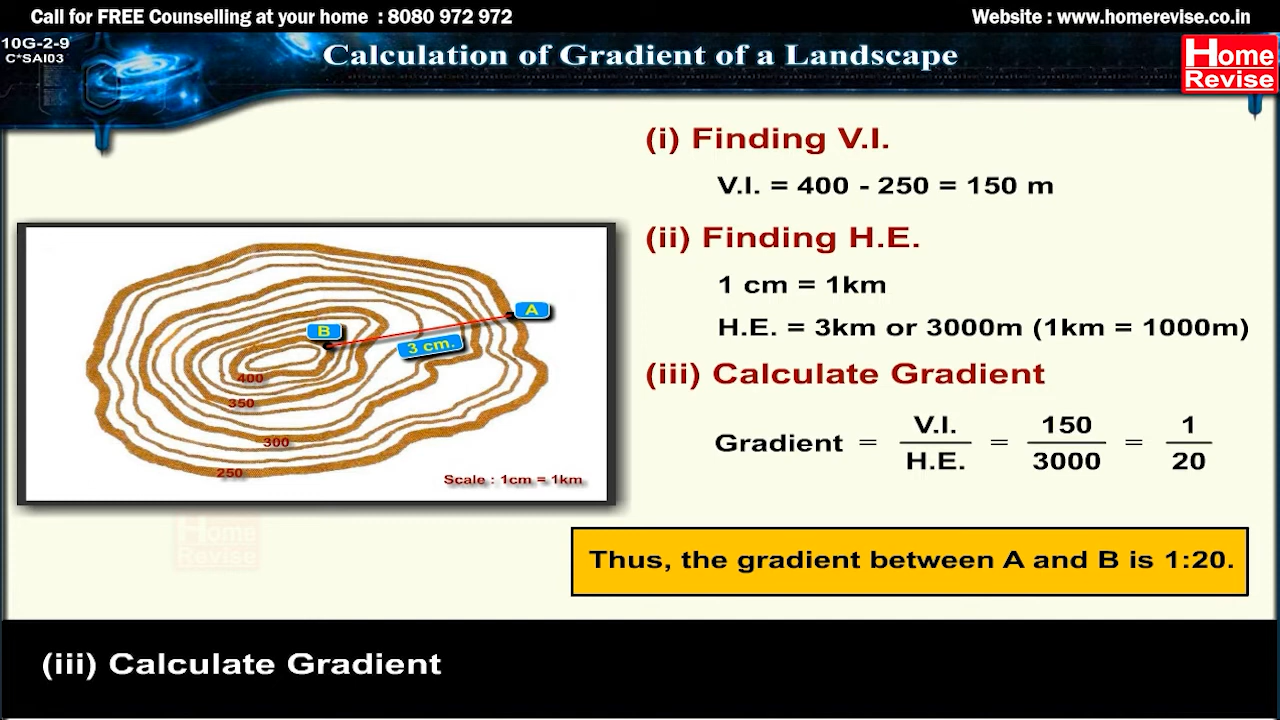 Call for FREE Counselling at your home : 8080 972 972
Website : www.homerevise.co.in
10G-2-9
C*SAI03
Calculation of Gradient of a Landscape
Home
Revise
(i) Finding V.I.
V.I. = 400 - 250 = 150 m
(ii) Finding H.E.
1 cm = 1km
H.E. = 3km or 3000m (1km = 1000m)
(iii) Calculate Gradient
Gradient = V.I. / H.E. = 150 / 3000 = 1 / 20
A
B
3 cm.
400
350
300
250
Scale : 1cm = 1km
Home
Revise
Thus, the gradient between A and B is 1:20.
(iii) Calculate Gradient